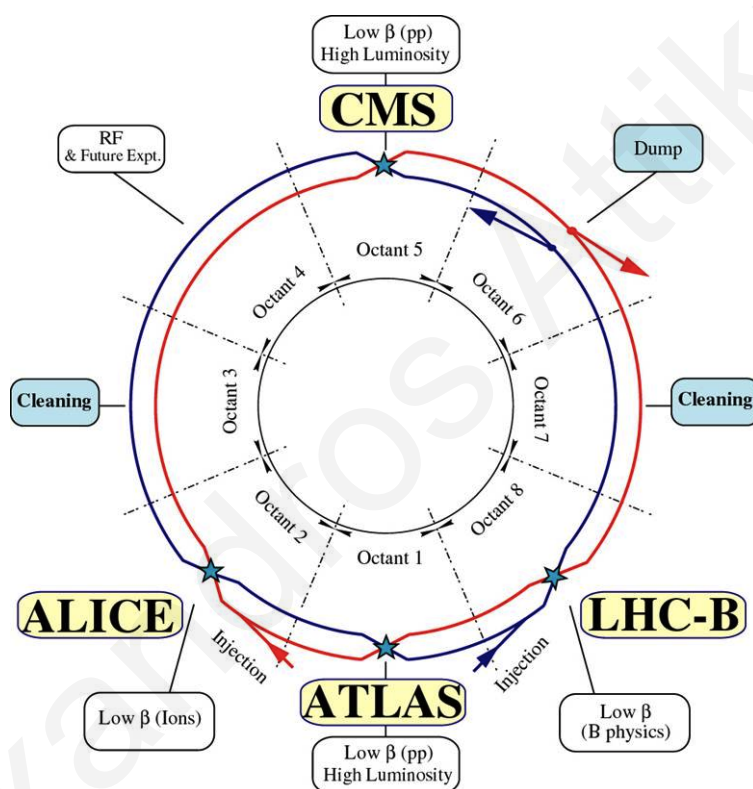 Low β (pp)
High Luminosity
CMS
RF
& Future Expt.
Dump
Octant 5
Octant 4
Octant 6
Cleaning
Octant 3
Octant 7
Cleaning
Octant 2
Octant 8
Octant 1
ALICE
LHC-B
Injection
Injection
ATLAS
Low β (Ions)
Low β
(B physics)
Low β (pp)
High Luminosity